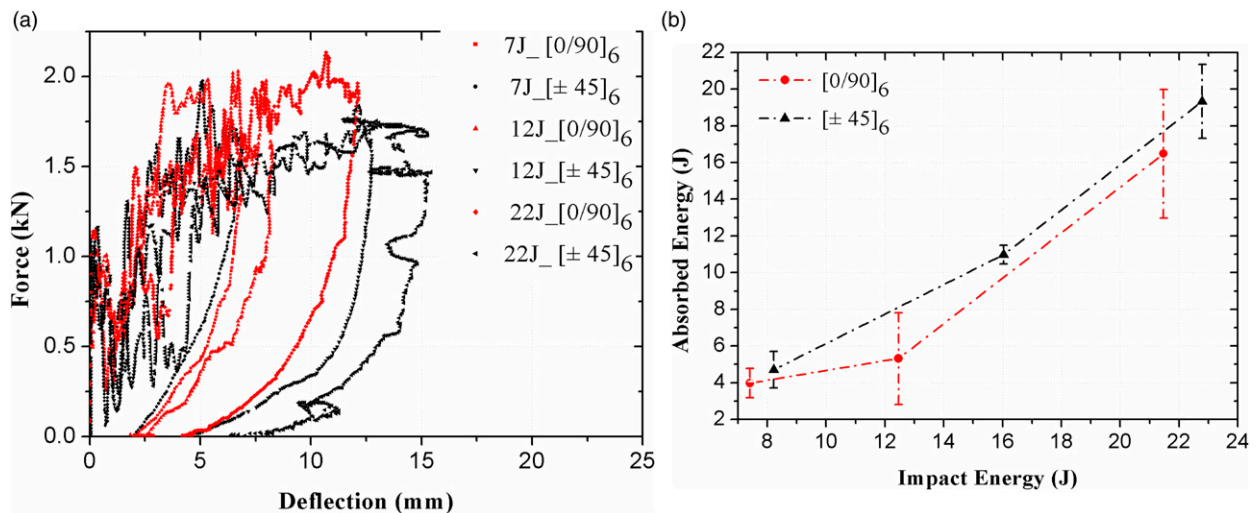 (a)
2.0
1.5
1.0
0.5
0.0
Force (kN)
0
5
10
15
20
25
Deflection (mm)
7J_ [0/90]6
7J_[± 45]6
12J_[0/90]6
12J_[± 45]6
22J_[0/90]6
22J_ [± 45]6
(b)
22
20
18
16
14
12
10
8
6
4
2
Absorbed Energy (J)
8
10
12
14
16
18
20
22
24
Impact Energy (J)
[0/90]6
[± 45]6